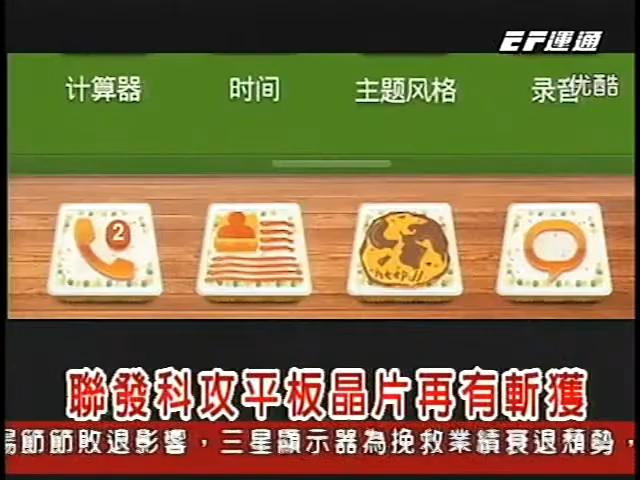 EF運通
计算器 时间 主题风格 录音
优酷
2
http://
聯發科攻平板晶片再有斬獲
場節節敗退影響，三星顯示器為挽救業績衰退頹勢，